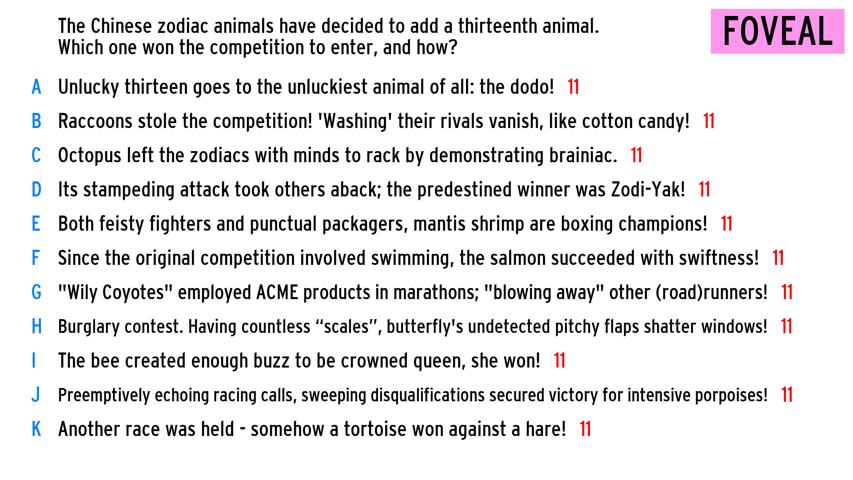 The Chinese zodiac animals have decided to add a thirteenth animal.
Which one won the competition to enter, and how?
FOVEAL
A Unlucky thirteen goes to the unluckiest animal of all: the dodo! 11
B Raccoons stole the competition! 'Washing' their rivals vanish, like cotton candy! 11
C Octopus left the zodiacs with minds to rack by demonstrating brainiac. 11
D Its stampeding attack took others aback; the predestined winner was Zodi-Yak! 11
E Both feisty fighters and punctual packagers, mantis shrimp are boxing champions! 11
F Since the original competition involved swimming, the salmon succeeded with swiftness! 11
G "Wily Coyotes" employed ACME products in marathons; "blowing away" other (road)runners! 11
H Burglary contest. Having countless “scales”, butterfly's undetected pitchy flaps shatter windows! 11
I The bee created enough buzz to be crowned queen, she won! 11
J Preemptively echoing racing calls, sweeping disqualifications secured victory for intensive porpoises! 11
K Another race was held - somehow a tortoise won against a hare! 11